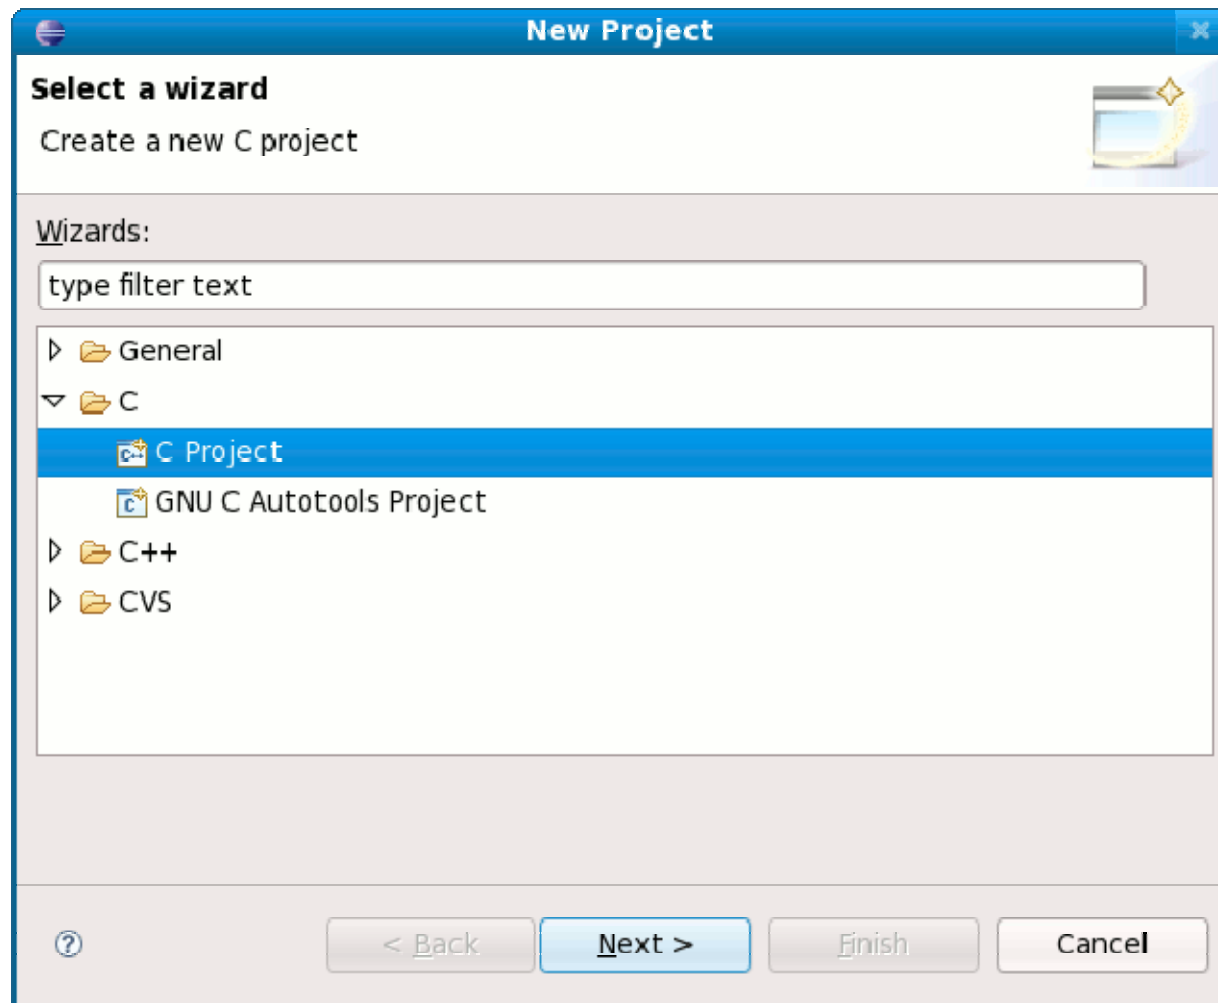 New Project
Select a wizard
Create a new C project
Wizards:
type filter text
General
C
C Project
GNU C Autotools Project
C++
CVS
< Back Next > Finish Cancel